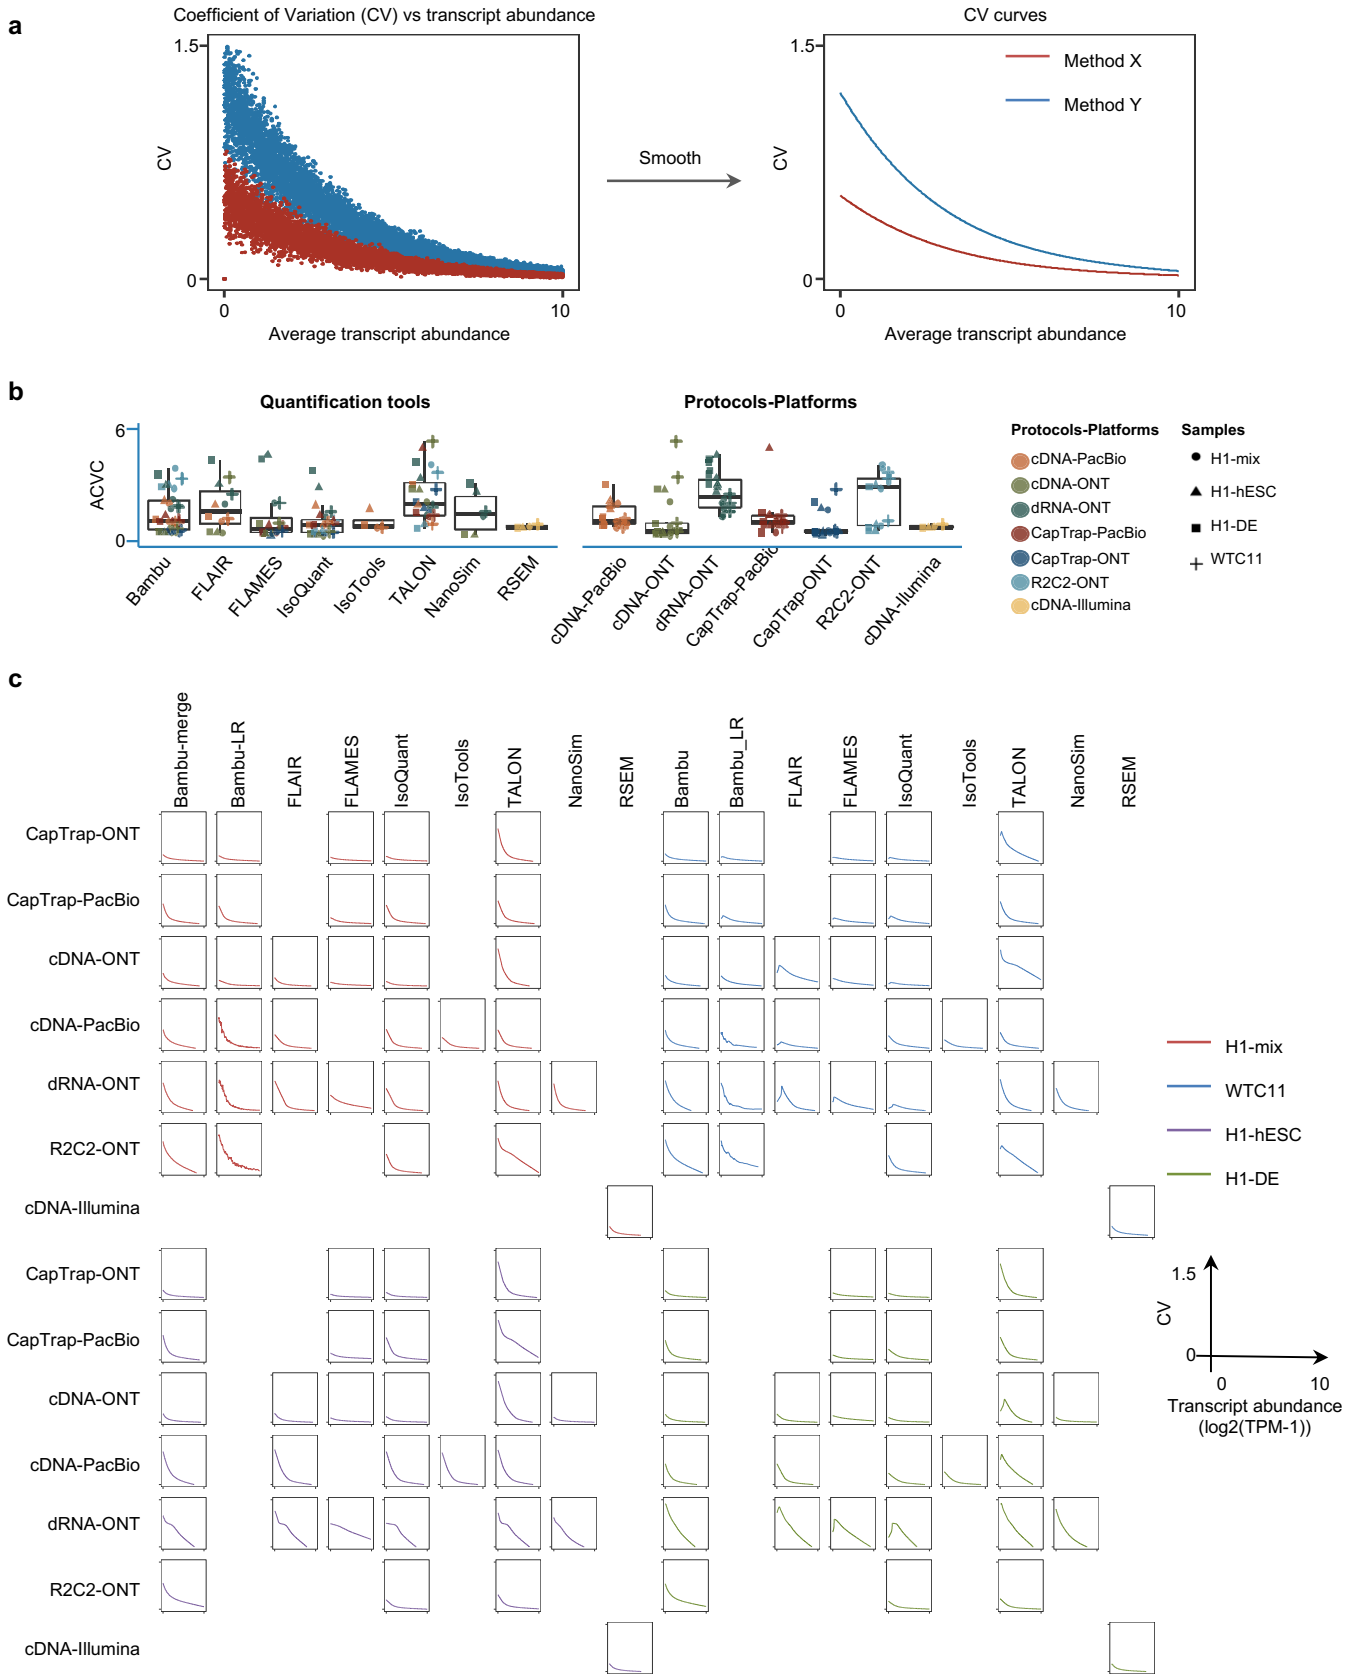 a
Coefficient of Variation (CV) vs transcript abundance
CV curves
1.5
CV
0
0
10
Average transcript abundance
Smooth
1.5
CV
0
0
10
Average transcript abundance
Method X
Method Y
b
Quantification tools
Protocols-Platforms
6
ACVC
0
Bambu
FLAIR
FLAMES
IsoQuant
IsoTools
TALON
NanoSim
RSEM
cDNA-PacBio
cDNA-ONT
dRNA-ONT
CapTrap-PacBio
CapTrap-ONT
R2C2-ONT
cDNA-Illumina
Protocols-Platforms
cDNA-PacBio
cDNA-ONT
dRNA-ONT
CapTrap-PacBio
CapTrap-ONT
R2C2-ONT
cDNA-Illumina
Samples
H1-mix
H1-hESC
H1-DE
WTC11
c
Bambu-merge
Bambu-LR
FLAIR
FLAMES
IsoQuant
IsoTools
TALON
NanoSim
RSEM
Bambu
Bambu_LR
FLAIR
FLAMES
IsoQuant
IsoTools
TALON
NanoSim
RSEM
CapTrap-ONT
CapTrap-PacBio
cDNA-ONT
cDNA-PacBio
dRNA-ONT
R2C2-ONT
cDNA-Illumina
CapTrap-ONT
CapTrap-PacBio
cDNA-ONT
cDNA-PacBio
dRNA-ONT
R2C2-ONT
cDNA-Illumina
H1-mix
WTC11
H1-hESC
H1-DE
1.5
CV
0
0
10
Transcript abundance
(log2(TPM-1))